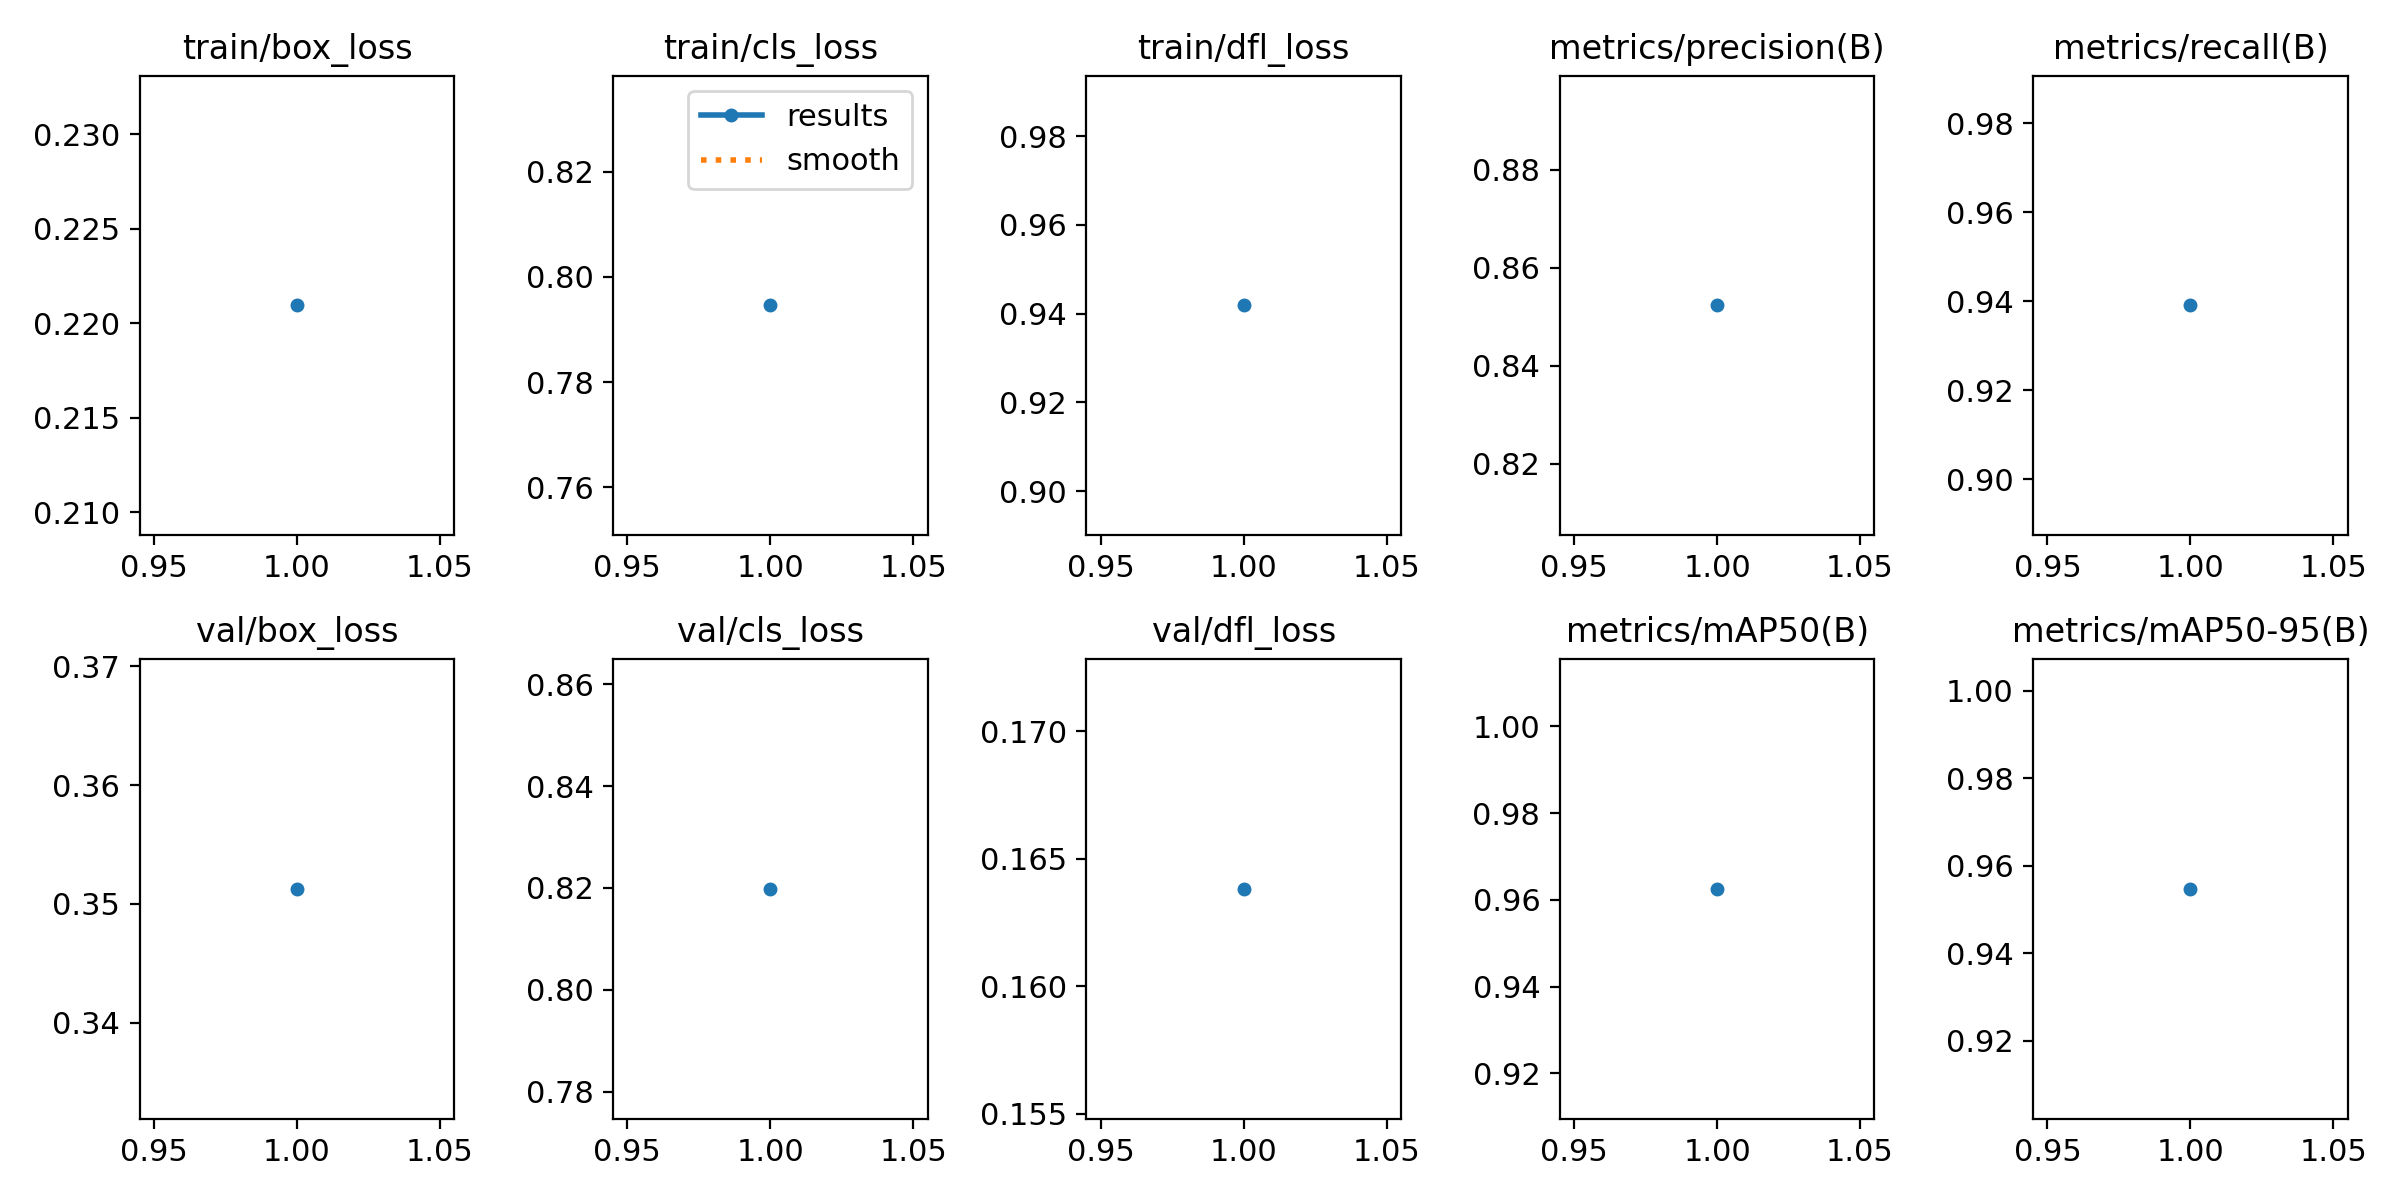 train/box_loss
0.230
0.225
0.220
0.215
0.210
0.95 1.00 1.05
train/cls_loss
results
smooth
0.82
0.80
0.78
0.76
0.95 1.00 1.05
train/dfl_loss
0.98
0.96
0.94
0.92
0.90
0.95 1.00 1.05
metrics/precision(B)
0.88
0.86
0.84
0.82
0.95 1.00 1.05
metrics/recall(B)
0.98
0.96
0.94
0.92
0.90
0.95 1.00 1.05
val/box_loss
0.37
0.36
0.35
0.34
0.95 1.00 1.05
val/cls_loss
0.86
0.84
0.82
0.80
0.78
0.95 1.00 1.05
val/dfl_loss
0.170
0.165
0.160
0.155
0.95 1.00 1.05
metrics/mAP50(B)
1.00
0.98
0.96
0.94
0.92
0.95 1.00 1.05
metrics/mAP50-95(B)
1.00
0.98
0.96
0.94
0.92
0.95 1.00 1.05